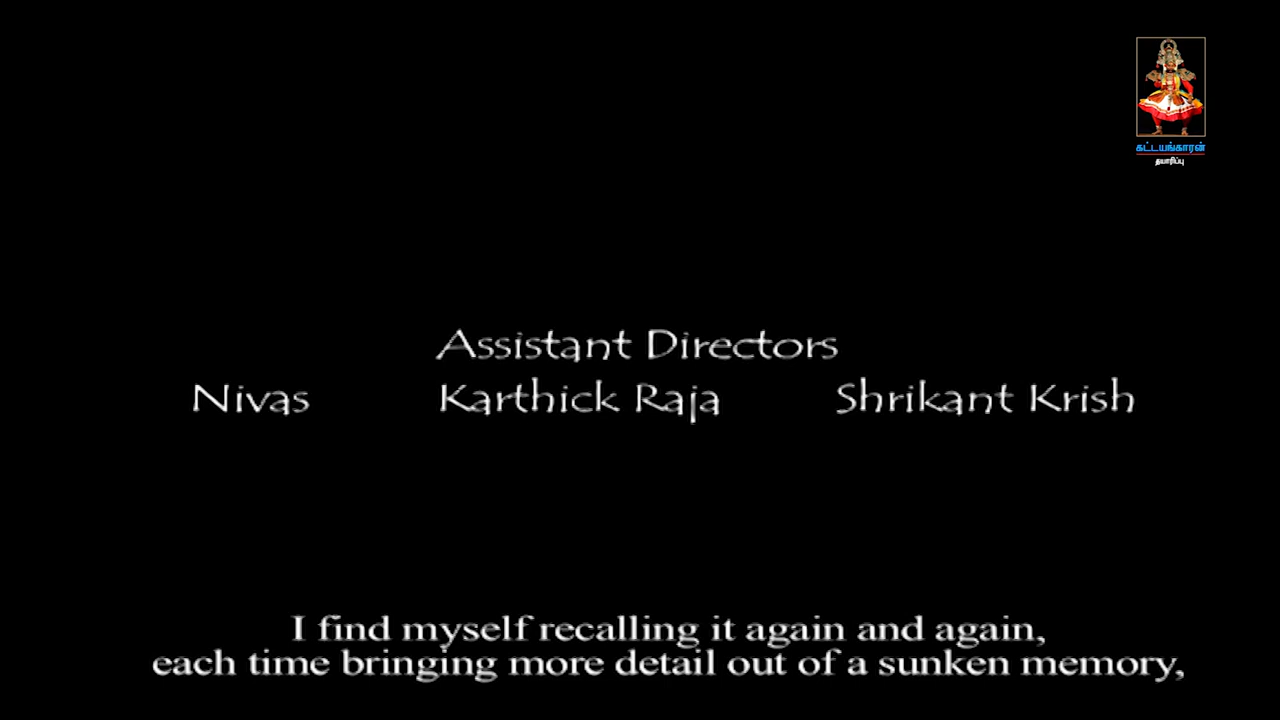 கட்டயங்காரன்
தயாரிப்பு
Assistant Directors
Nivas Karthick Raja Shrikant Krish
I find myself recalling it again and again,
each time bringing more detail out of a sunken memory,